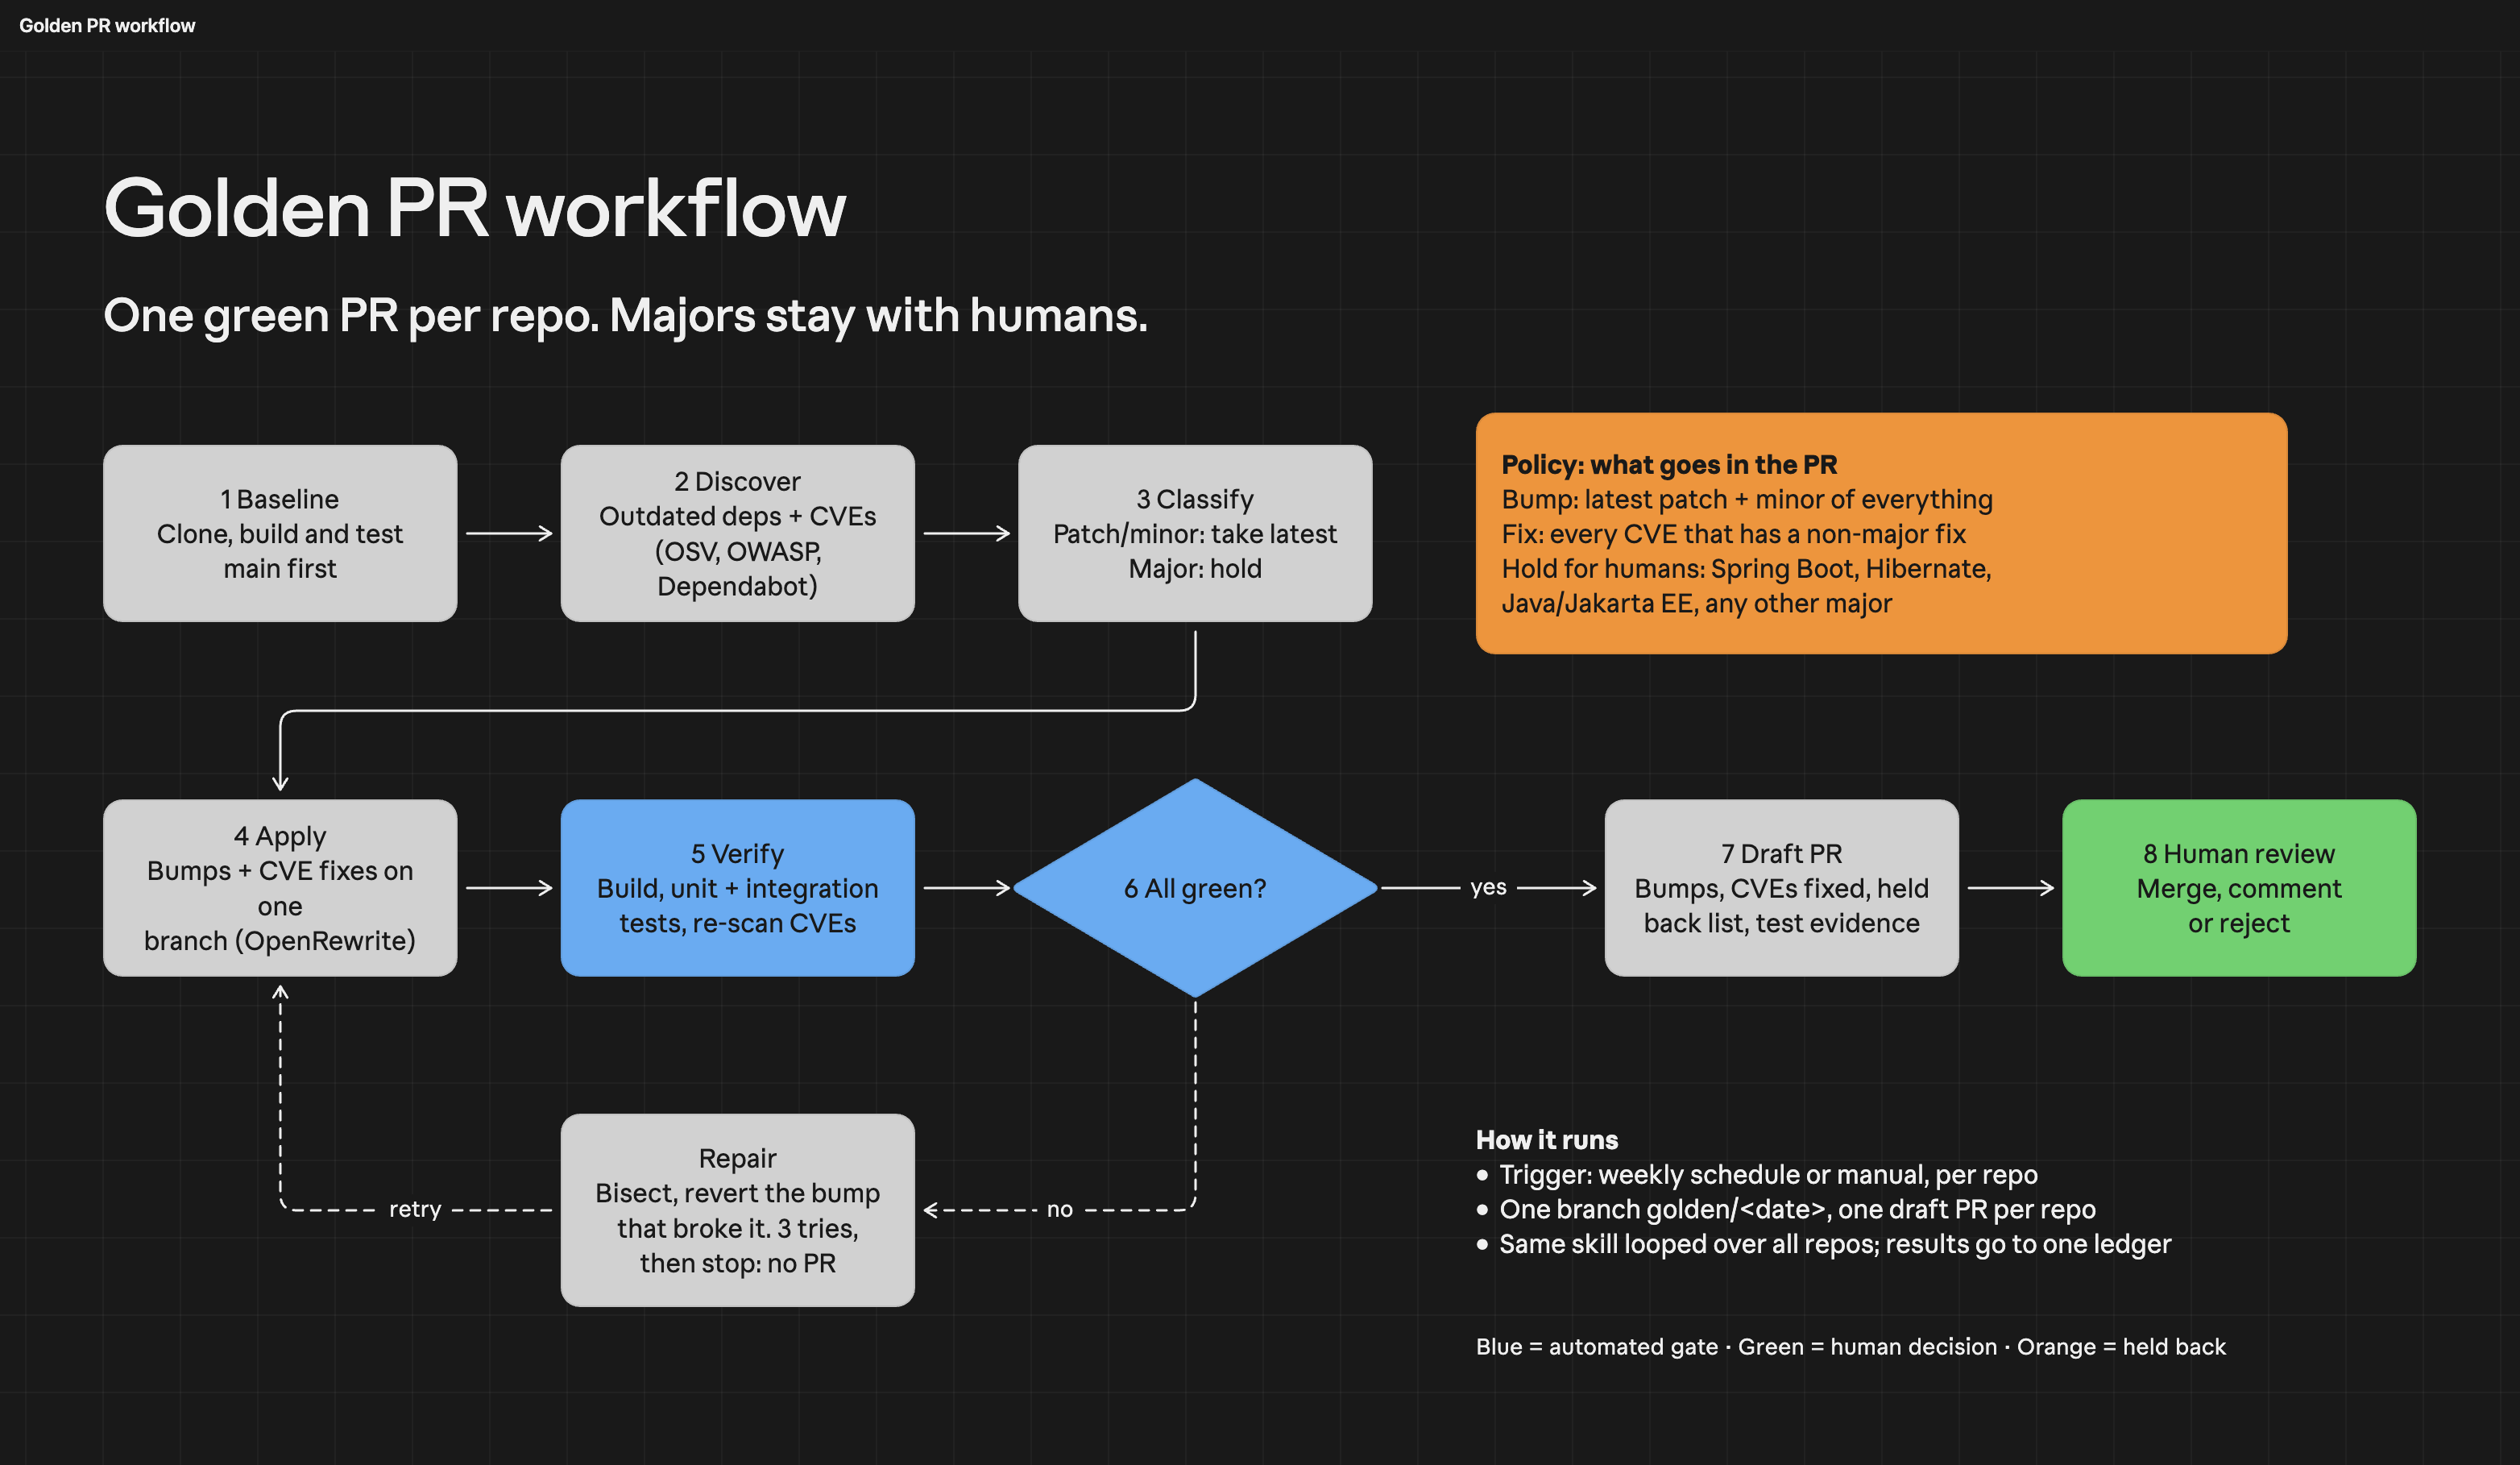 Golden PR workflow
Golden PR workflow
One green PR per repo. Majors stay with humans.
1 Baseline
Clone, build and test
main first
2 Discover
Outdated deps + CVEs
(OSV, OWASP,
Dependabot)
3 Classify
Patch/minor: take latest
Major: hold
Policy: what goes in the PR
Bump: latest patch + minor of everything
Fix: every CVE that has a non-major fix
Hold for humans: Spring Boot, Hibernate,
Java/Jakarta EE, any other major
4 Apply
Bumps + CVE fixes on
one
branch (OpenRewrite)
5 Verify
Build, unit + integration
tests, re-scan CVEs
6 All green?
yes
7 Draft PR
Bumps, CVEs fixed, held
back list, test evidence
8 Human review
Merge, comment
or reject
retry
Repair
Bisect, revert the bump
that broke it. 3 tries,
then stop: no PR
no
How it runs
• Trigger: weekly schedule or manual, per repo
• One branch golden/<date>, one draft PR per repo
• Same skill looped over all repos; results go to one ledger
Blue = automated gate · Green = human decision · Orange = held back